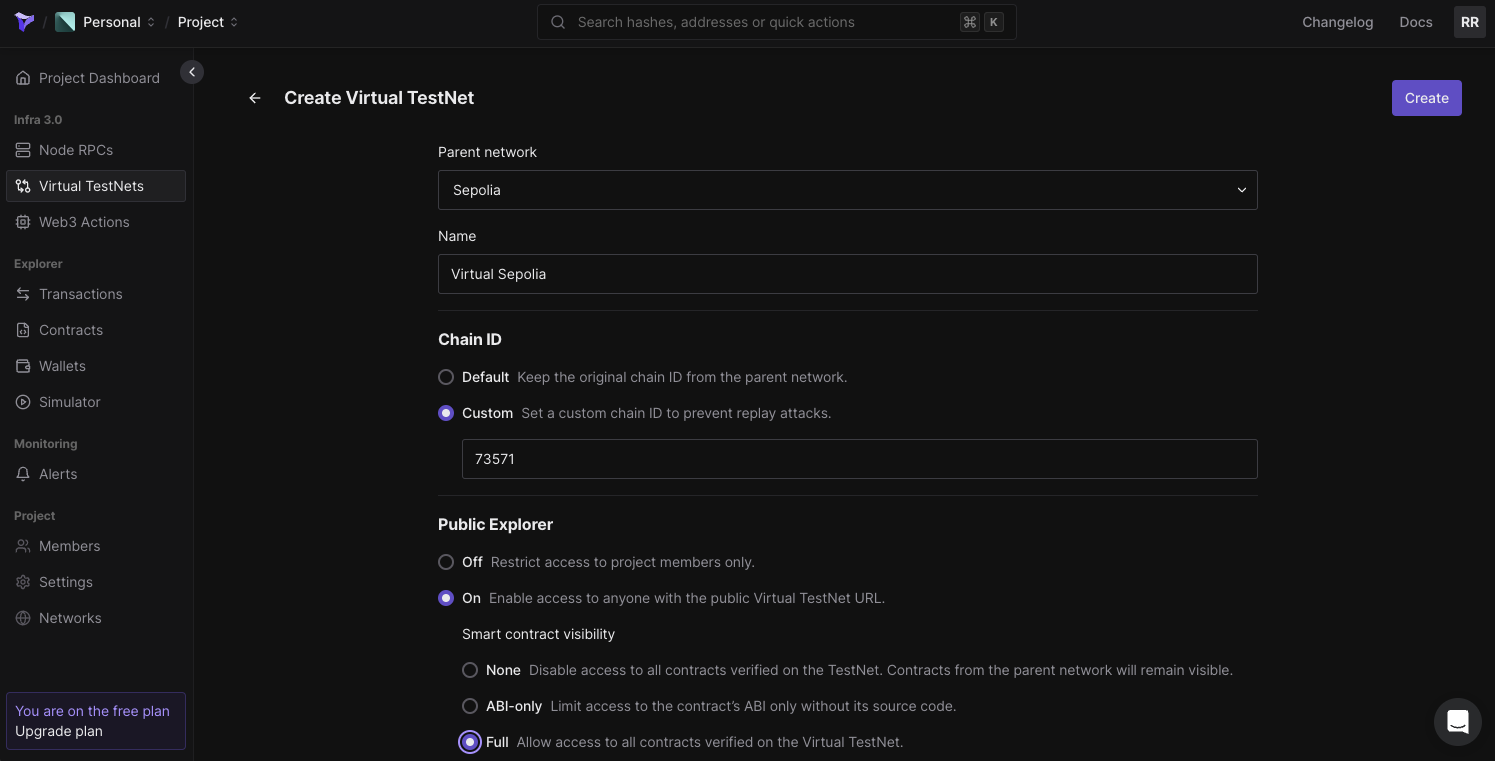 / Personal / Project
Search hashes, addresses or quick actions ⌘ K
Changelog Docs RR
Project Dashboard
Infra 3.0
Node RPCs
Virtual TestNets
Web3 Actions
Explorer
Transactions
Contracts
Wallets
Simulator
Monitoring
Alerts
Project
Members
Settings
Networks
You are on the free plan
Upgrade plan
Create Virtual TestNet
Create
Parent network
Sepolia
Name
Virtual Sepolia
Chain ID
Default Keep the original chain ID from the parent network.
Custom Set a custom chain ID to prevent replay attacks.
73571
Public Explorer
Off Restrict access to project members only.
On Enable access to anyone with the public Virtual TestNet URL.
Smart contract visibility
None Disable access to all contracts verified on the TestNet. Contracts from the parent network will remain visible.
ABI-only Limit access to the contract’s ABI only without its source code.
Full Allow access to all contracts verified on the Virtual TestNet.